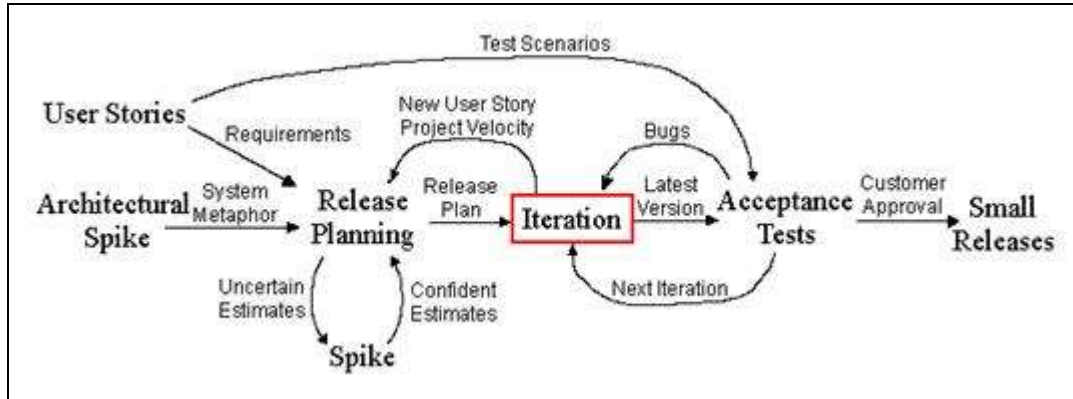 Test Scenarios
User Stories
New User Story
Project Velocity
Requirements
Bugs
Architectural
Spike
System
Metaphor
Release
Planning
Release
Plan
Iteration
Latest
Version
Acceptance
Tests
Customer
Approval
Small
Releases
Uncertain
Estimates
Confident
Estimates
Next Iteration
Spike